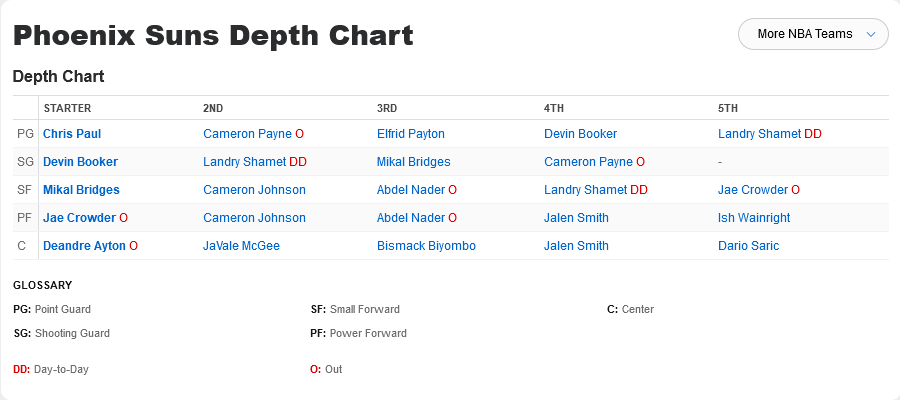 Phoenix Suns Depth Chart
More NBA Teams
Depth Chart
STARTER 2ND 3RD 4TH 5TH
PG Chris Paul Cameron Payne O Elfrid Payton Devin Booker Landry Shamet DD
SG Devin Booker Landry Shamet DD Mikal Bridges Cameron Payne O -
SF Mikal Bridges Cameron Johnson Abdel Nader O Landry Shamet DD Jae Crowder O
PF Jae Crowder O Cameron Johnson Abdel Nader O Jalen Smith Ish Wainright
C Deandre Ayton O JaVale McGee Bismack Biyombo Jalen Smith Dario Saric
GLOSSARY
PG: Point Guard SF: Small Forward C: Center
SG: Shooting Guard PF: Power Forward
DD: Day-to-Day O: Out